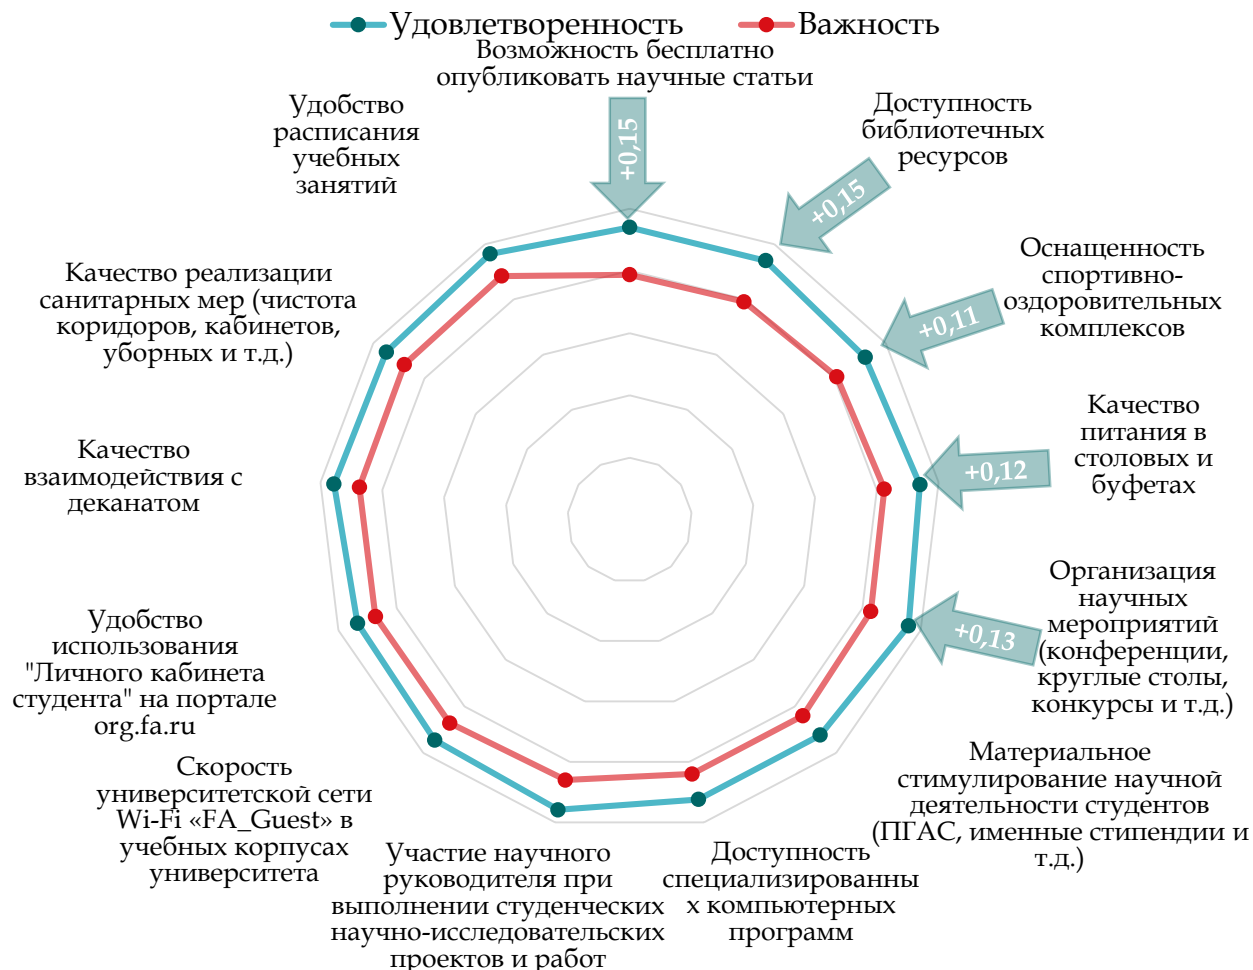 Удовлетворенность
Важность
Возможность бесплатно
опубликовать научные статьи
+0,15
Доступность
библиотечных
ресурсов
+0,15
Оснащенность
спортивно-
оздоровительных
комплексов
+0,11
Качество
питания в
столовых и
буфетах
+0,12
Организация
научных
мероприятий
(конференции,
круглые столы,
конкурсы и т.д.)
+0,13
Материальное
стимулирование научной
деятельности студентов
(ПГАС, именные стипендии и
т.д.)
Доступность
специализированны
х компьютерных
программ
Участие научного
руководителя при
выполнении студенческих
научно-исследовательских
проектов и работ
Скорость
университетской сети
Wi-Fi «FA_Guest» в
учебных корпусах
университета
Удобство
использования
"Личного кабинета
студента" на портале
org.fa.ru
Качество
взаимодействия с
деканатом
Качество реализации
санитарных мер (чистота
коридоров, кабинетов,
уборных и т.д.)
Удобство
расписания
учебных
занятий